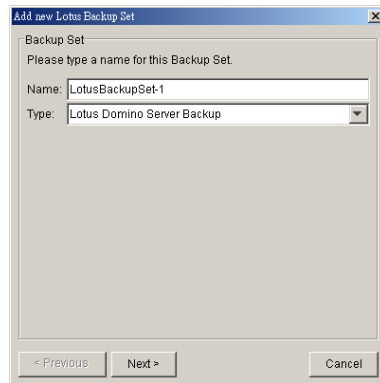 Add new Lotus Backup Set
Backup Set
Please type a name for this Backup Set.
Name: LotusBackupSet-1
Type: Lotus Domino Server Backup
< Previous Next > Cancel